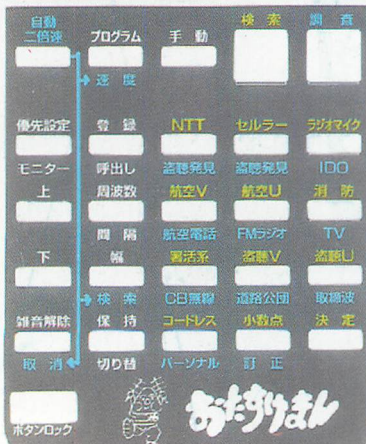 自動 検索 調査
二倍速 プログラム 手動
速度
優先設定 登録 NTT セルラー ラジオマイク
モニター 呼出し 盗聴発見 盗聴発見 IDO
上 周波数 航空V 航空U 消防
間隔 航空電話 FMラジオ TV
下 幅 署活系 盗聴V 盗聴U
検索 CB無線 道路公団 取締波
雑音解除 保持 コードレス 小数点 決定
取消 切り替 パーソナル 訂正
ボタンロック おたすけまん